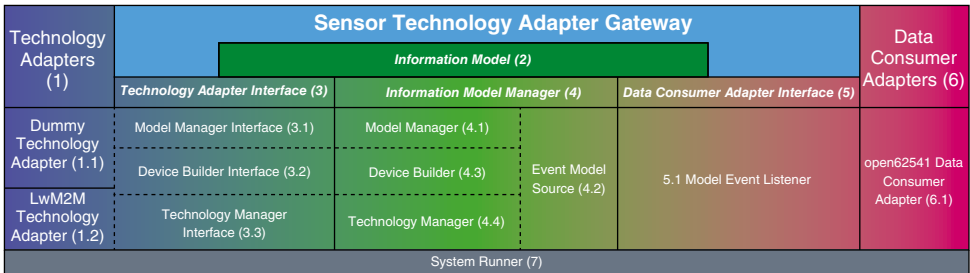 Sensor Technology Adapter Gateway
Technology
Adapters
(1)
Information Model (2)
Data
Consumer
Adapters (6)
Technology Adapter Interface (3)
Information Model Manager (4)
Data Consumer Adapter Interface (5)
Dummy
Technology
Adapter (1.1)
LwM2M
Technology
Adapter (1.2)
Model Manager Interface (3.1)
Device Builder Interface (3.2)
Technology Manager
Interface (3.3)
Model Manager (4.1)
Device Builder (4.3)
Technology Manager (4.4)
Event Model
Source (4.2)
5.1 Model Event Listener
open62541 Data
Consumer
Adapter (6.1)
System Runner (7)